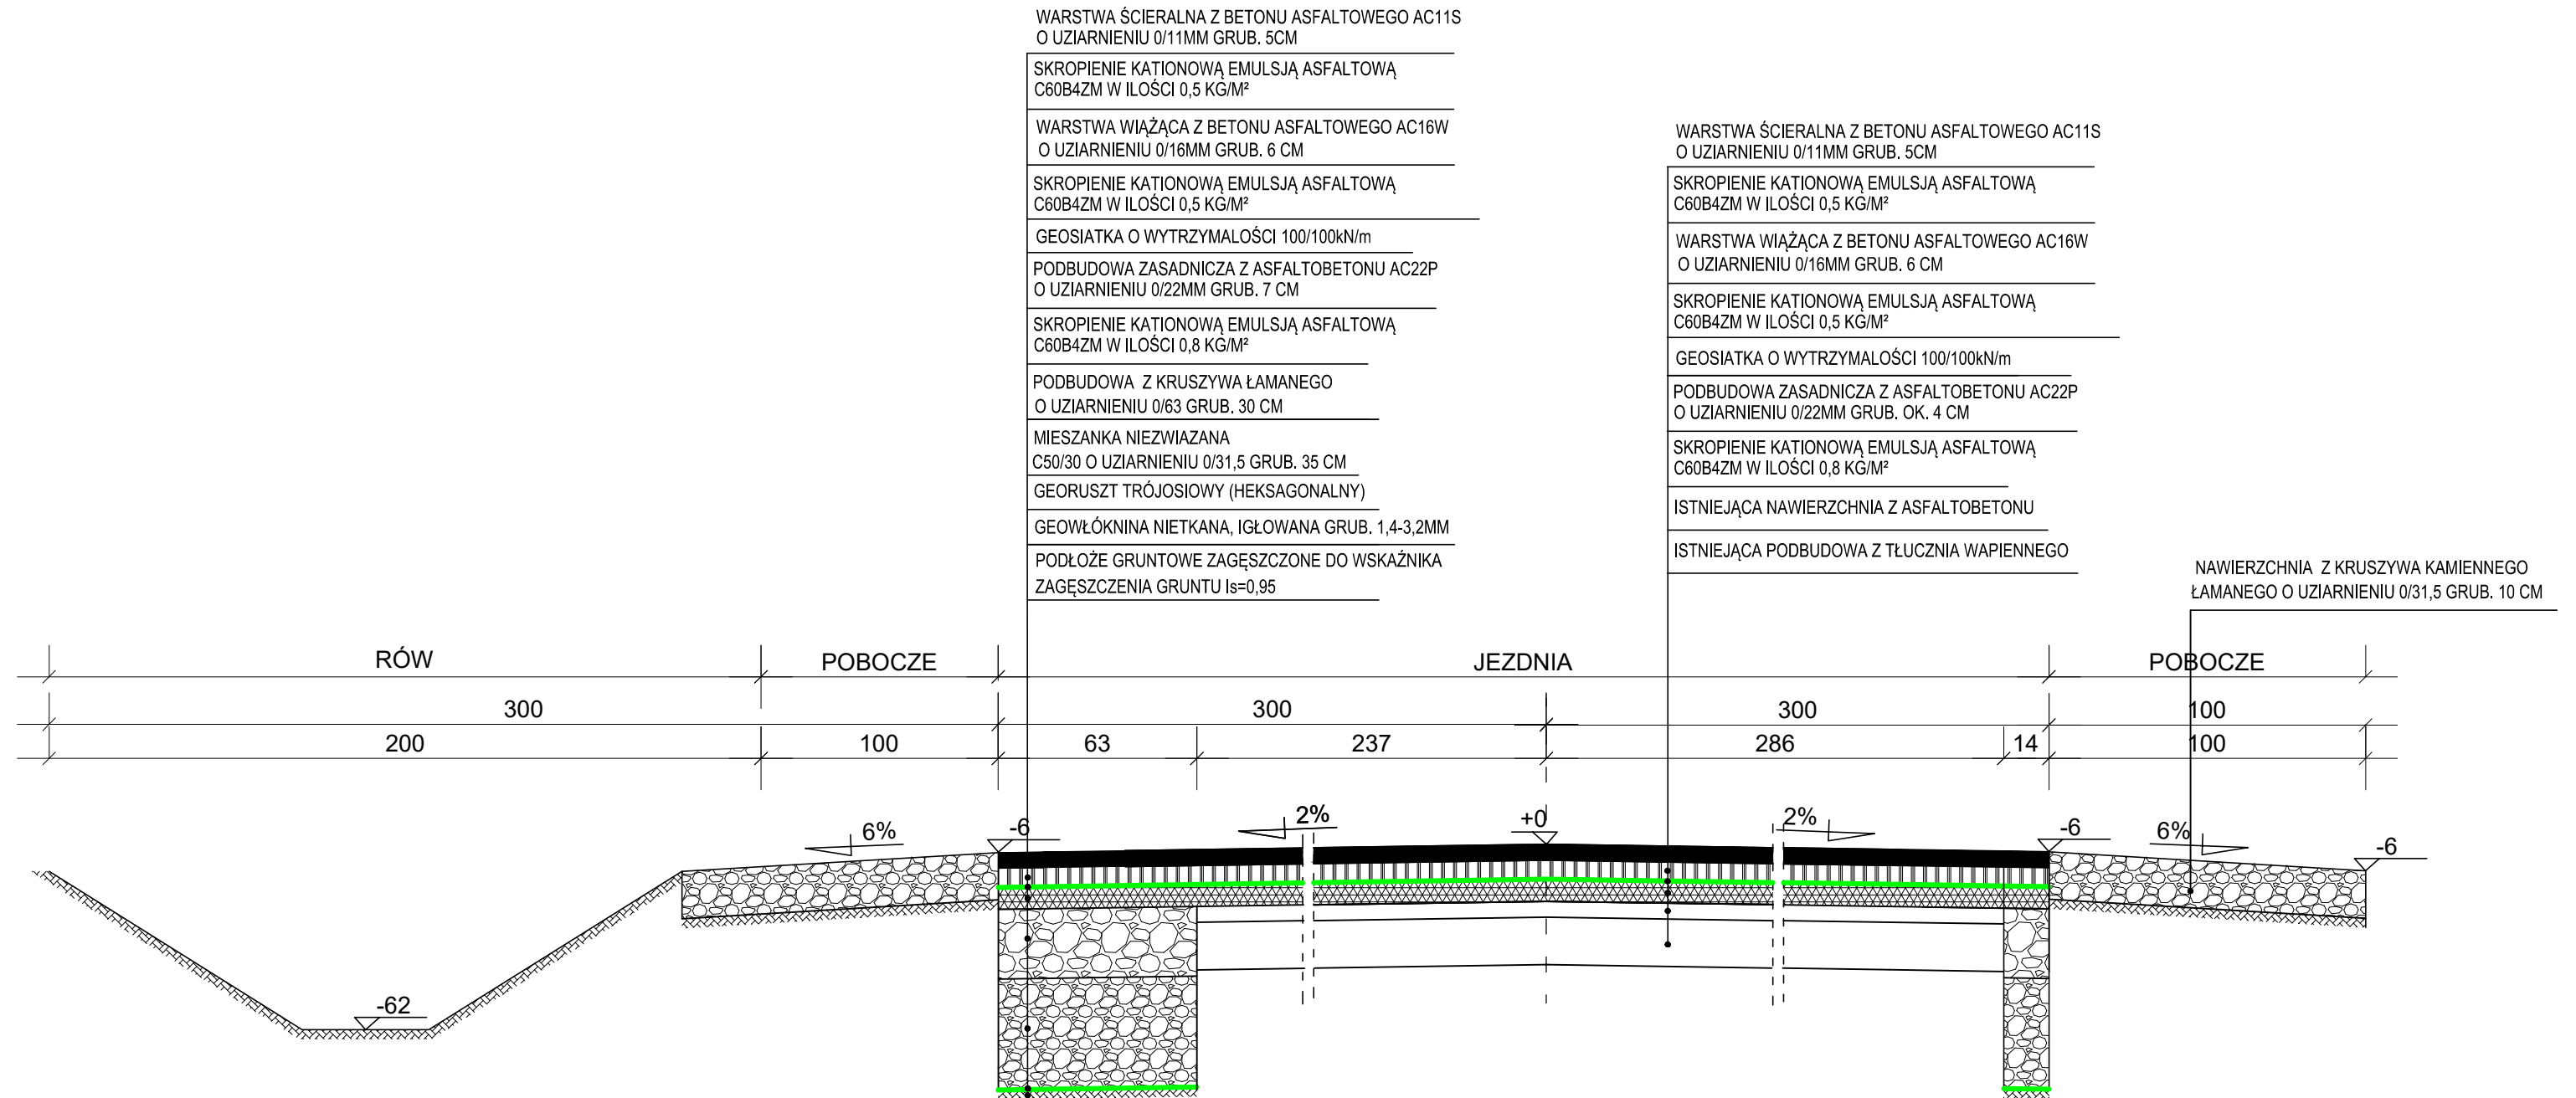 WARSTWA ŚCIERALNA Z BETONU ASFALTOWEGO AC11S
O UZIARNIENIU 0/11MM GRUB. 5CM
SKROPIENIE KATIONOWĄ EMULSJĄ ASFALTOWĄ
C60B4ZM W ILOŚCI 0,5 KG/M²
WARSTWA WIĄŻĄCA Z BETONU ASFALTOWEGO AC16W
O UZIARNIENIU 0/16MM GRUB. 6 CM
SKROPIENIE KATIONOWĄ EMULSJĄ ASFALTOWĄ
C60B4ZM W ILOŚCI 0,5 KG/M²
GEOSIATKA O WYTRZYMALOŚCI 100/100kN/m
PODBUDOWA ZASADNICZA Z ASFALTOBETONU AC22P
O UZIARNIENIU 0/22MM GRUB. 7 CM
SKROPIENIE KATIONOWĄ EMULSJĄ ASFALTOWĄ
C60B4ZM W ILOŚCI 0,8 KG/M²
PODBUDOWA Z KRUSZYWA ŁAMANEGO
O UZIARNIENIU 0/63 GRUB. 30 CM
MIESZANKA NIEZWIAZANA
C50/30 O UZIARNIENIU 0/31,5 GRUB. 35 CM
GEORUSZT TRÓJOSIOWY (HEKSAGONALNY)
GEOWŁÓKNINA NIETKANA, IGŁOWANA GRUB. 1,4-3,2MM
PODŁOŻE GRUNTOWE ZAGĘSZCZONE DO WSKAŹNIKA
ZAGĘSZCZENIA GRUNTU Is=0,95
WARSTWA ŚCIERALNA Z BETONU ASFALTOWEGO AC11S
O UZIARNIENIU 0/11MM GRUB. 5CM
SKROPIENIE KATIONOWĄ EMULSJĄ ASFALTOWĄ
C60B4ZM W ILOŚCI 0,5 KG/M²
WARSTWA WIĄŻĄCA Z BETONU ASFALTOWEGO AC16W
O UZIARNIENIU 0/16MM GRUB. 6 CM
SKROPIENIE KATIONOWĄ EMULSJĄ ASFALTOWĄ
C60B4ZM W ILOŚCI 0,5 KG/M²
GEOSIATKA O WYTRZYMALOŚCI 100/100kN/m
PODBUDOWA ZASADNICZA Z ASFALTOBETONU AC22P
O UZIARNIENIU 0/22MM GRUB. OK. 4 CM
SKROPIENIE KATIONOWĄ EMULSJĄ ASFALTOWĄ
C60B4ZM W ILOŚCI 0,8 KG/M²
ISTNIEJĄCA NAWIERZCHNIA Z ASFALTOBETONU
ISTNIEJĄCA PODBUDOWA Z TŁUCZNIA WAPIENNEGO
NAWIERZCHNIA Z KRUSZYWA KAMIENNEGO
ŁAMANEGO O UZIARNIENIU 0/31,5 GRUB. 10 CM
RÓW POBOCZE JEZDNIA POBOCZE
300 300 300 100
200 100 63 237 286 14 100
6% -6 2% +0 2% -6 6% -6
-62